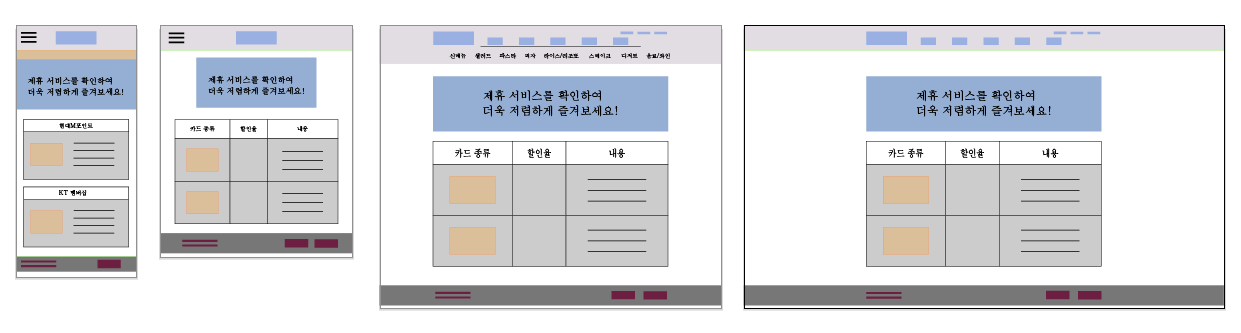 제휴 서비스를 확인하여
더욱 저렴하게 즐겨보세요!
현대M포인트
KT 멤버십
제휴 서비스를 확인하여
더욱 저렴하게 즐겨보세요!
카드 종류 할인율 내용
신메뉴 샐러드 파스타 피자 라이스/리조또 스테이크 디저트 음료/와인
제휴 서비스를 확인하여
더욱 저렴하게 즐겨보세요!
카드 종류 할인율 내용
제휴 서비스를 확인하여
더욱 저렴하게 즐겨보세요!
카드 종류 할인율 내용